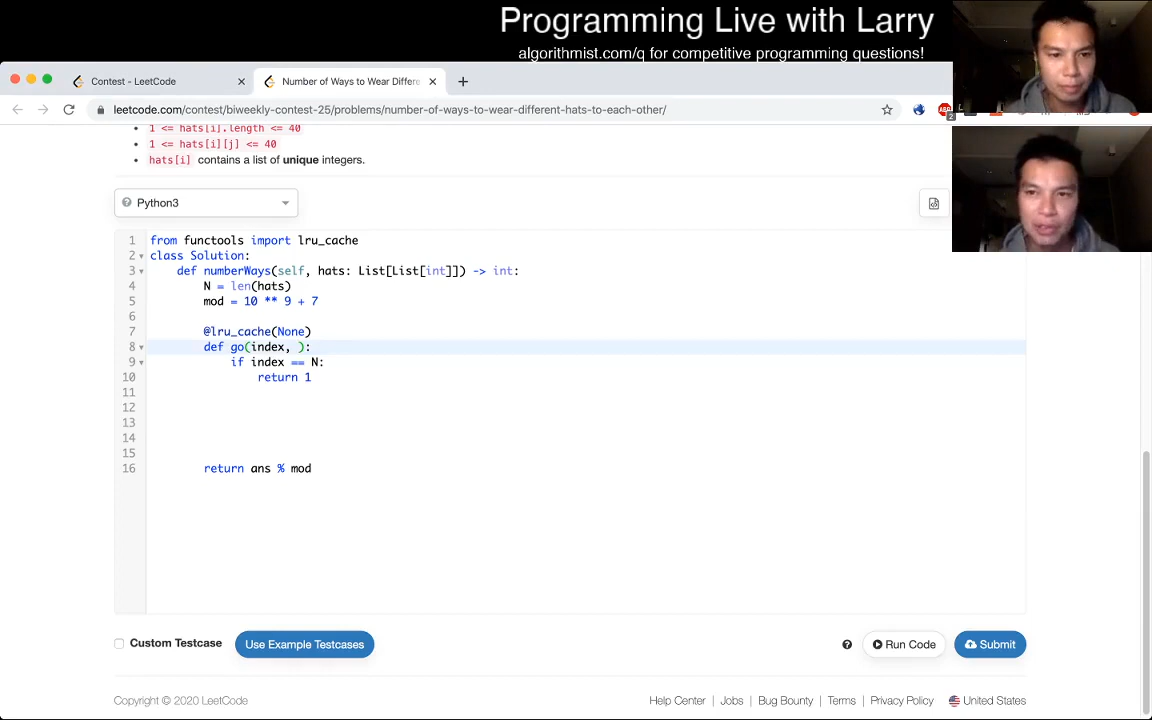 Programming Live with Larry
algorithmist.com/q for competitive programming questions!
Contest - LeetCode
Number of Ways to Wear Differe
leetcode.com/contest/biweekly-contest-25/problems/number-of-ways-to-wear-different-hats-to-each-other/
1 <= hats[i].length <= 40
1 <= hats[i][j] <= 40
hats[i] contains a list of unique integers.
Python3
1 from functools import lru_cache
2 class Solution:
3 def numberWays(self, hats: List[List[int]]) -> int:
4 N = len(hats)
5 mod = 10 ** 9 + 7
6
7 @lru_cache(None)
8 def go(index, ):
9 if index == N:
10 return 1
11
12
13
14
15
16 return ans % mod
Custom Testcase
Use Example Testcases
Run Code
Submit
Copyright © 2020 LeetCode
Help Center | Jobs | Bug Bounty | Terms | Privacy Policy
United States